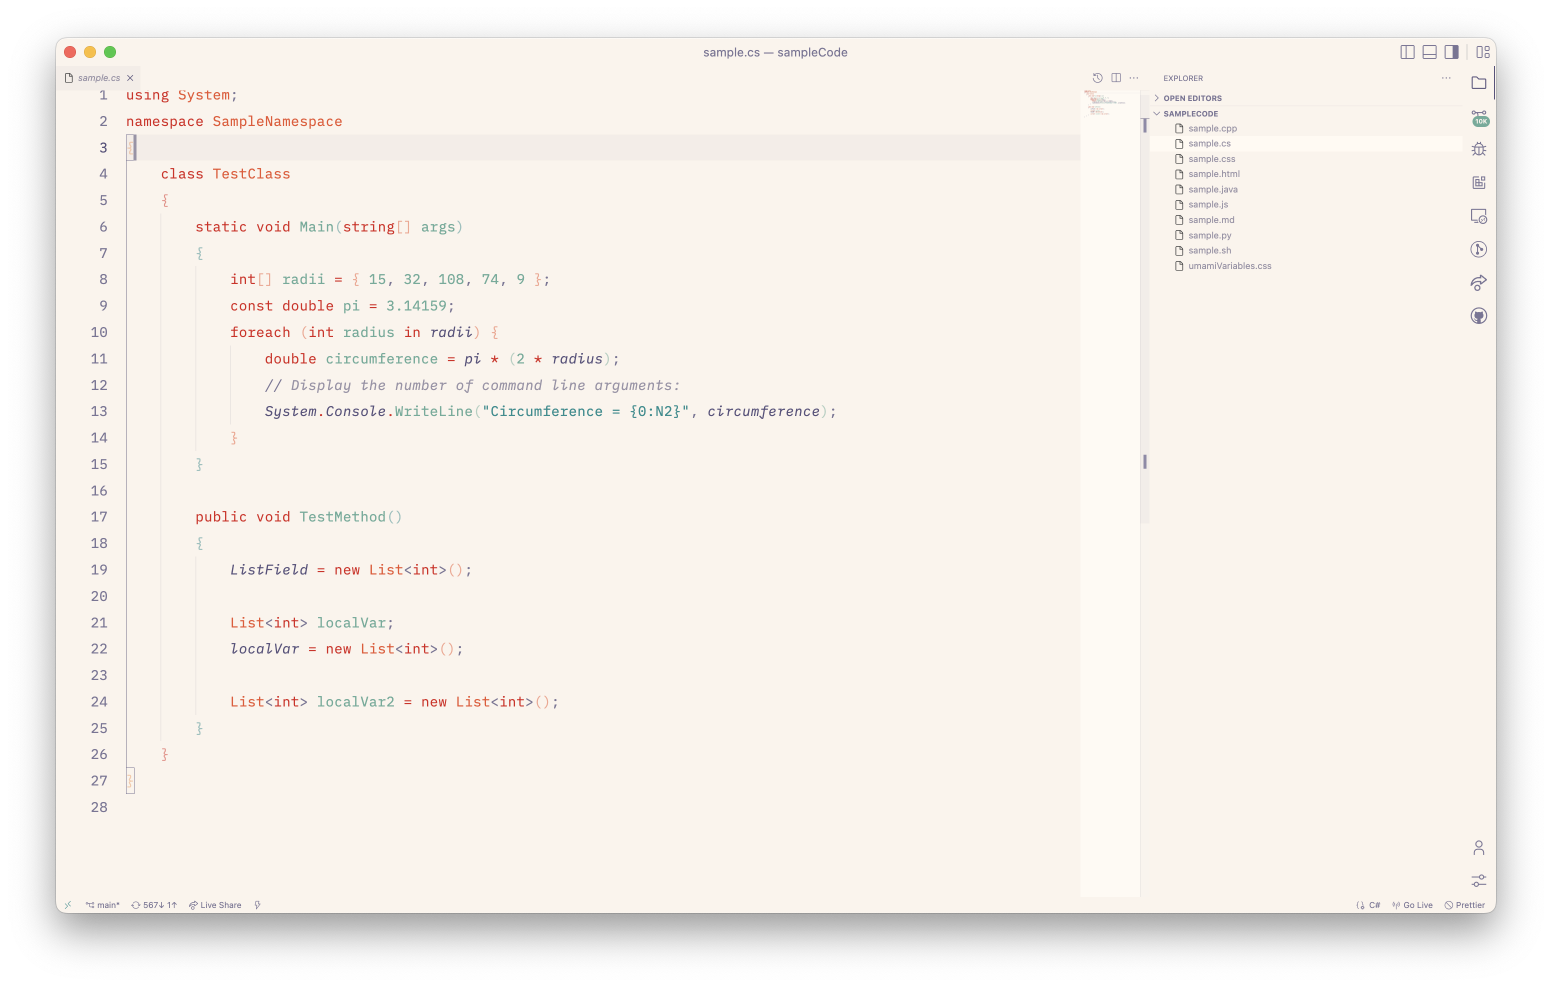 sample.cs — sampleCode
sample.cs
1 using System;
2 namespace SampleNamespace
3 {
4     class TestClass
5     {
6         static void Main(string[] args)
7         {
8             int[] radii = { 15, 32, 108, 74, 9 };
9             const double pi = 3.14159;
10             foreach (int radius in radii) {
11                 double circumference = pi * (2 * radius);
12                 // Display the number of command line arguments:
13                 System.Console.WriteLine("Circumference = {0:N2}", circumference);
14             }
15         }
16
17         public void TestMethod()
18         {
19             ListField = new List<int>();
20
21             List<int> localVar;
22             localVar = new List<int>();
23
24             List<int> localVar2 = new List<int>();
25         }
26     }
27 }
28
EXPLORER
OPEN EDITORS
SAMPLECODE
sample.cpp
sample.cs
sample.css
sample.html
sample.java
sample.js
sample.md
sample.py
sample.sh
umamiVariables.css
10K
main* 567↓ 1↑ Live Share
C# Go Live Prettier